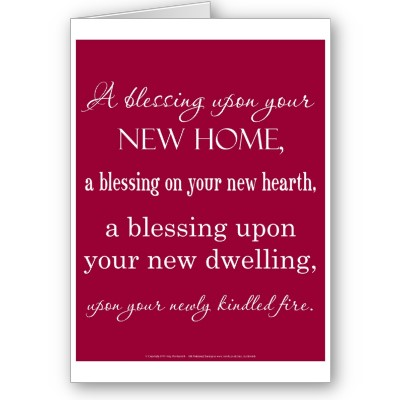 A blessing upon your
NEW HOME,
a blessing on your new hearth,
a blessing upon
your new dwelling,
upon your newly kindled fire.